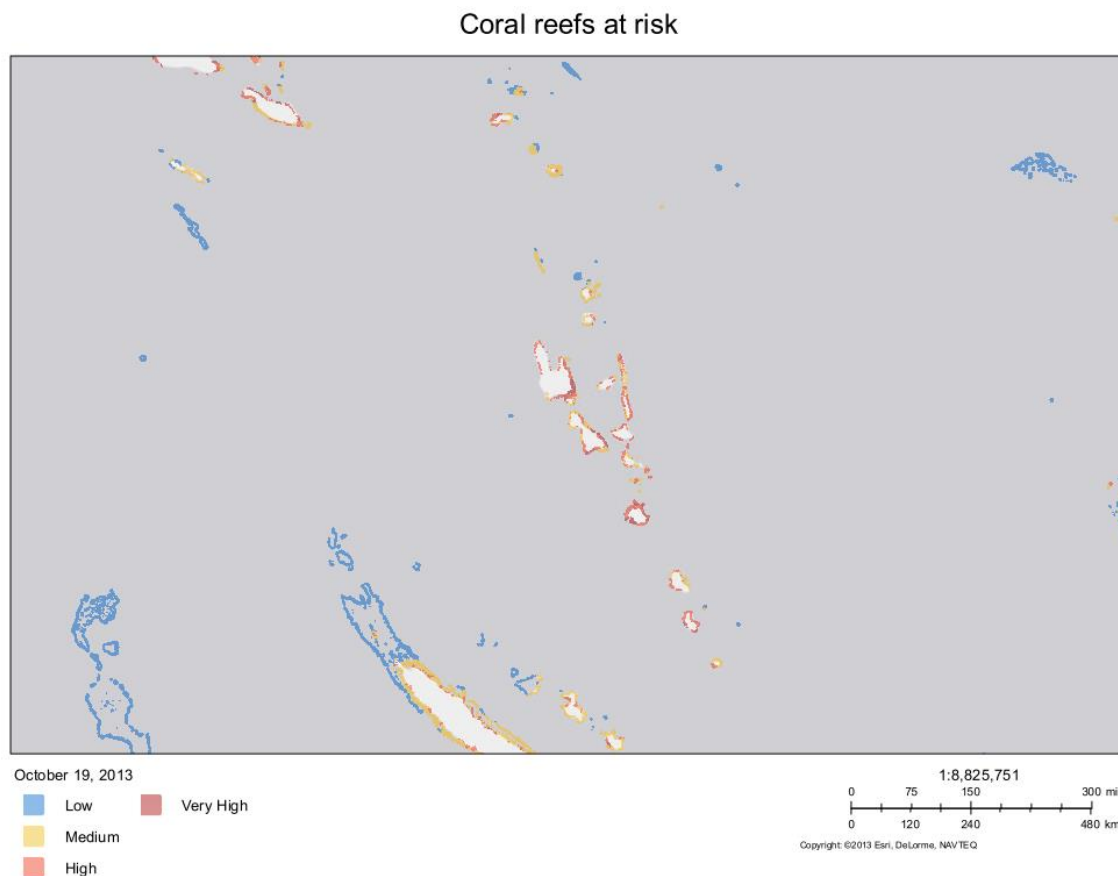 Coral reefs at risk
October 19, 2013
Low
Very High
Medium
High
1:8,825,751
0 75 150 300 mi
0 120 240 480 km
Copyright: ©2013 Esri, DeLorme, NAVTEQ